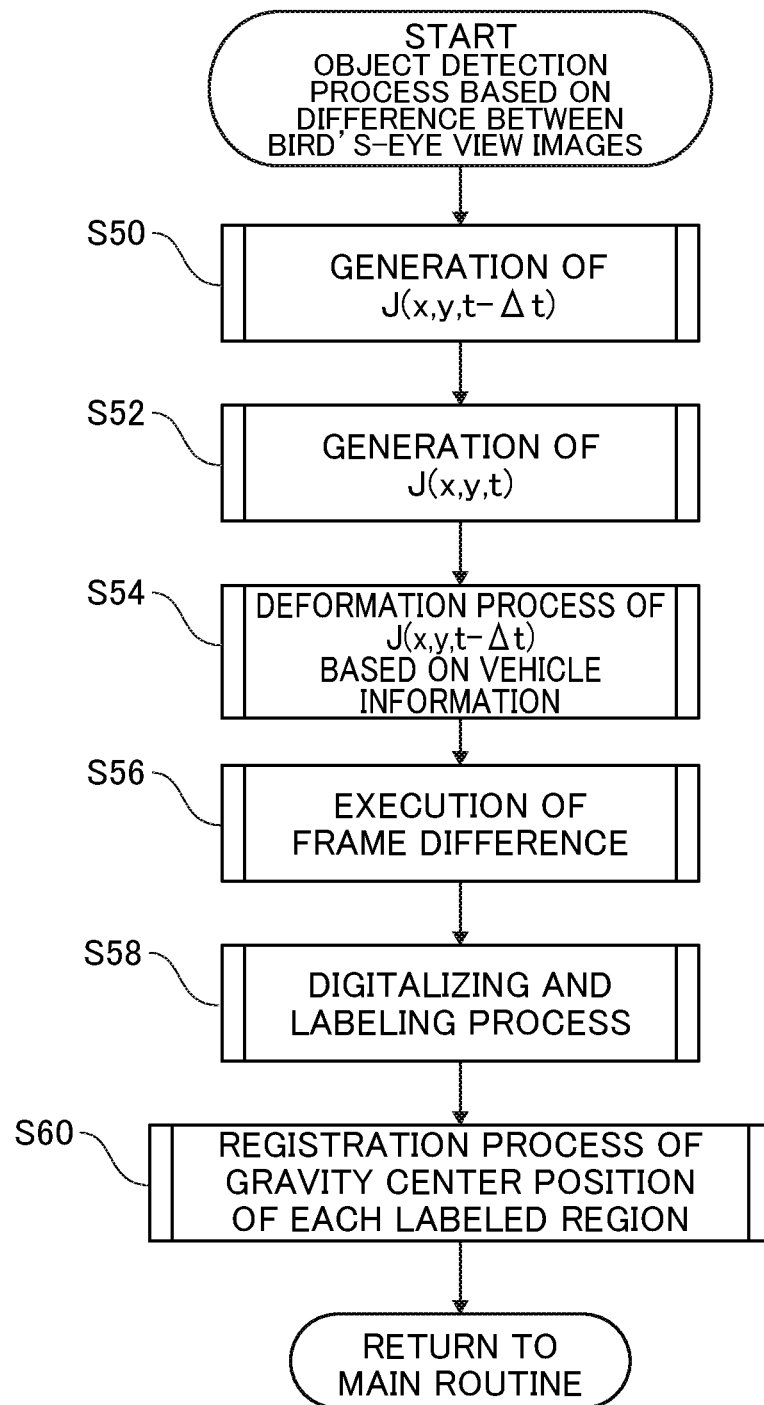 START
OBJECT DETECTION
PROCESS BASED ON
DIFFERENCE BETWEEN
BIRD'S-EYE VIEW IMAGES
S50
GENERATION OF
J(x,y,t-Δt)
S52
GENERATION OF
J(x,y,t)
S54
DEFORMATION PROCESS OF
J(x,y,t-Δt)
BASED ON VEHICLE
INFORMATION
S56
EXECUTION OF
FRAME DIFFERENCE
S58
DIGITALIZING AND
LABELING PROCESS
S60
REGISTRATION PROCESS OF
GRAVITY CENTER POSITION
OF EACH LABELED REGION
RETURN TO
MAIN ROUTINE